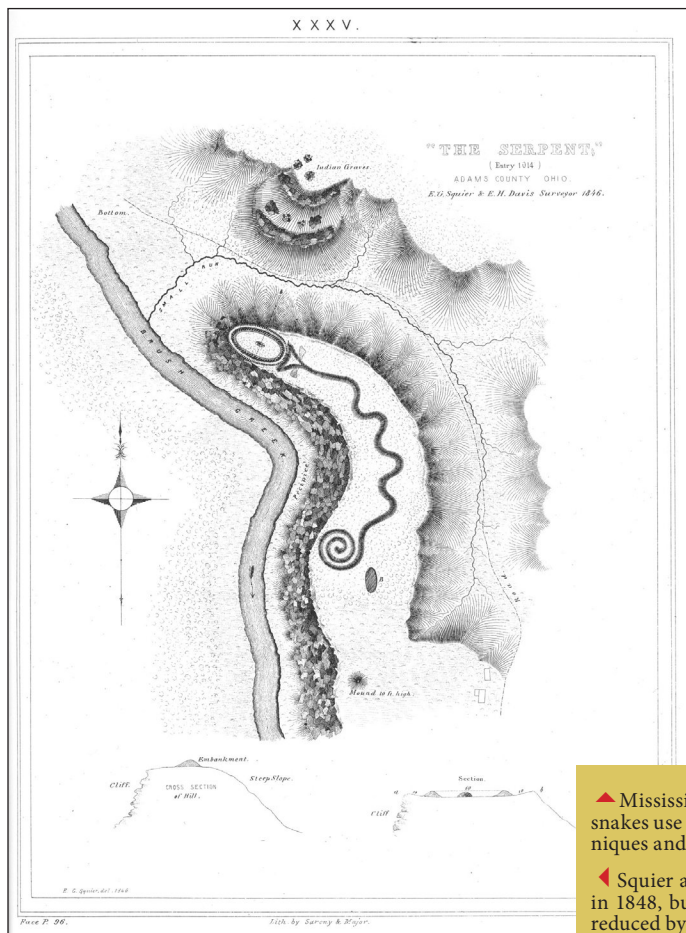 XXXV.
"THE SERPENT,"
(Entry 1014)
ADAMS COUNTY OHIO.
E.G. Squier & E.H. Davis Surveyor 1846.
Indian Graves.
Bottom.
SMALL RUN
BRUSH CREEK
Precipice
Road
B
Mound 10 ft. high.
Embankment.
Cliff.
Steep Slope.
CROSS SECTION
of Hill.
Section.
a
b
Cliff
E. G. Squier, del. 1846
Face P. 96.
Lith. by Sarony & Major.
Mississi
snakes use
niques and
Squier a
in 1848, bu
reduced by